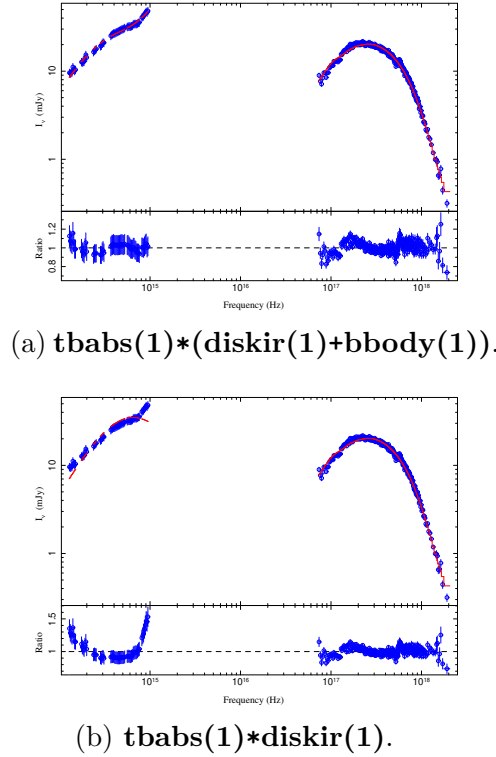 10
1
I_ν (mJy)
1.2
1
0.8
Ratio
10^15 10^16 10^17 10^18
Frequency (Hz)
(a) tbabs(1)*(diskir(1)+bbody(1)).
10
1
I_ν (mJy)
1.5
1
Ratio
10^15 10^16 10^17 10^18
Frequency (Hz)
(b) tbabs(1)*diskir(1).